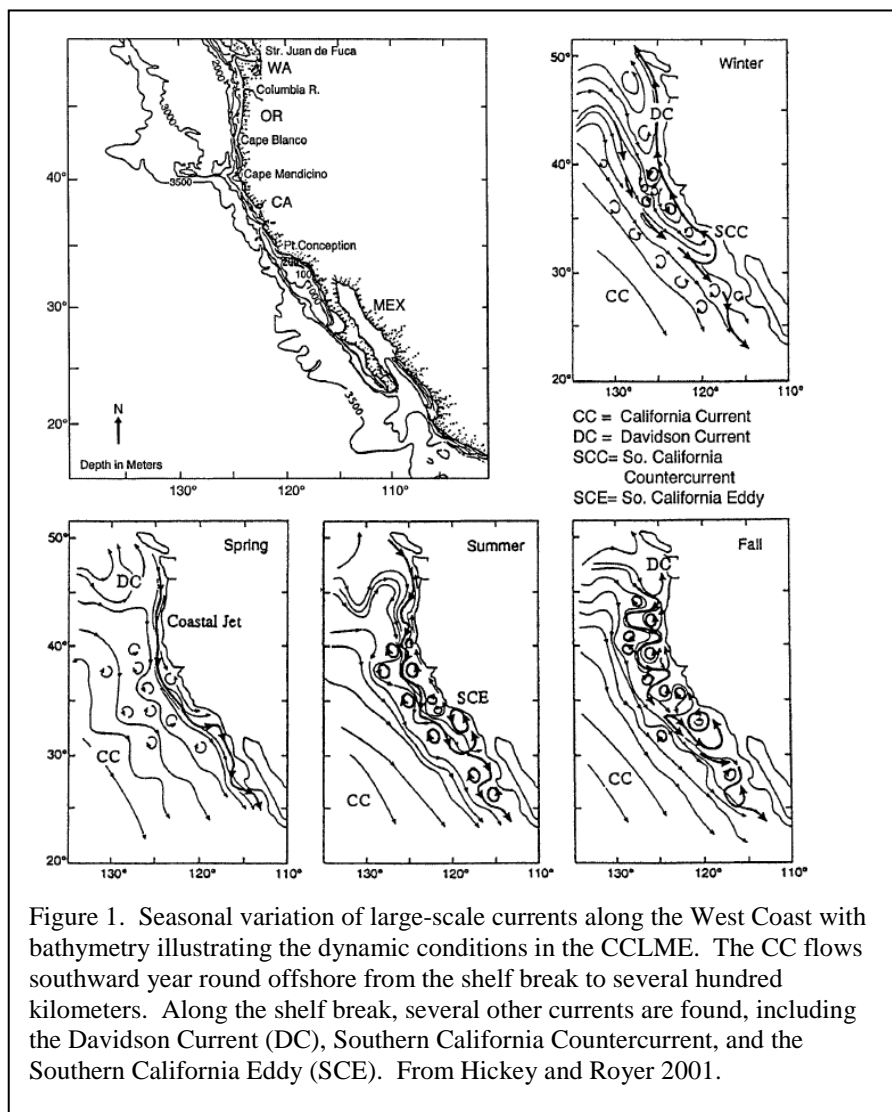 Str. Juan de Fuca
WA
Columbia R.
OR
Cape Blanco
Cape Mendicino
CA
Pt.Conception
MEX
2000
3000
3500
200
100
1000
3500
N
Depth in Meters
50°
40°
30°
20°
130°
120°
110°
Winter
50°
40°
30°
20°
DC
SCC
CC
130°
120°
110°
CC = California Current
DC = Davidson Current
SCC= So. California
Countercurrent
SCE= So. California Eddy
Spring
50°
40°
30°
20°
DC
Coastal Jet
CC
130°
120°
110°
Summer
SCE
CC
130°
120°
110°
Fall
DC
50°
40°
30°
20°
CC
130°
120°
110°
Figure 1. Seasonal variation of large-scale currents along the West Coast with
bathymetry illustrating the dynamic conditions in the CCLME. The CC flows
southward year round offshore from the shelf break to several hundred
kilometers. Along the shelf break, several other currents are found, including
the Davidson Current (DC), Southern California Countercurrent, and the
Southern California Eddy (SCE). From Hickey and Royer 2001.